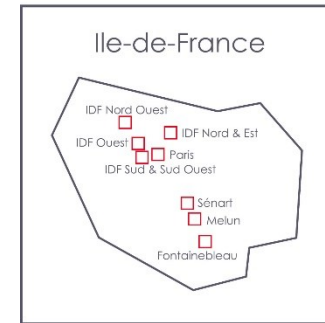 Ile-de-France
IDF Nord Ouest
IDF Nord & Est
IDF Ouest
Paris
IDF Sud & Sud Ouest
Sénart
Melun
Fontainebleau